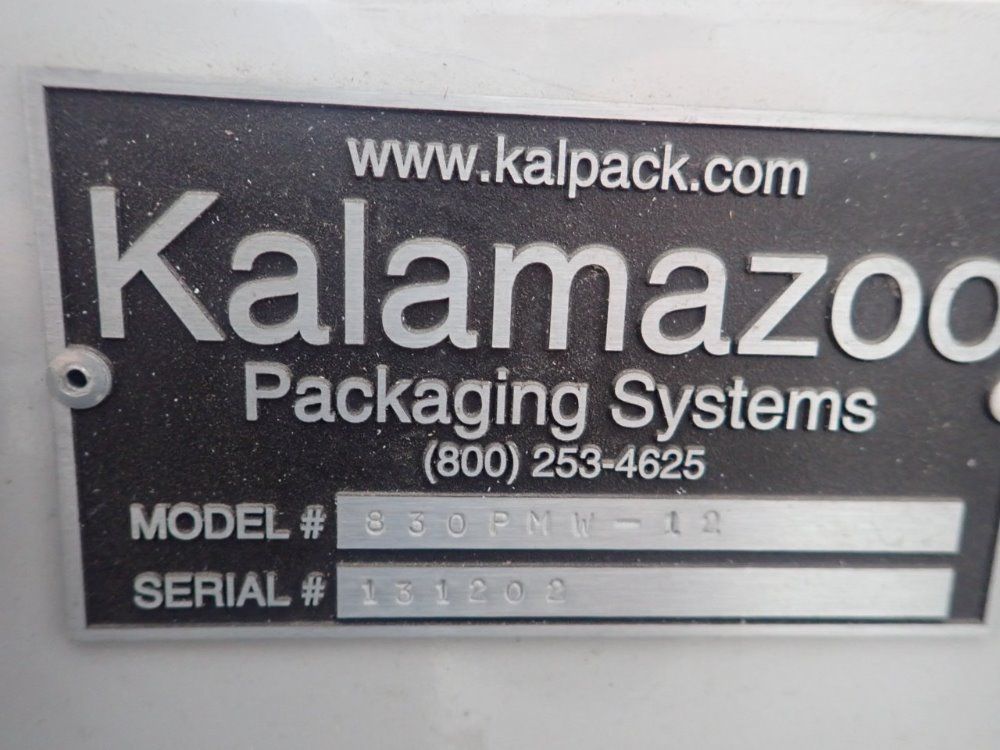 www.kalpack.com
Kalamazoo
Packaging Systems
(800) 253-4625
MODEL # 830PMW-12
SERIAL # 131202